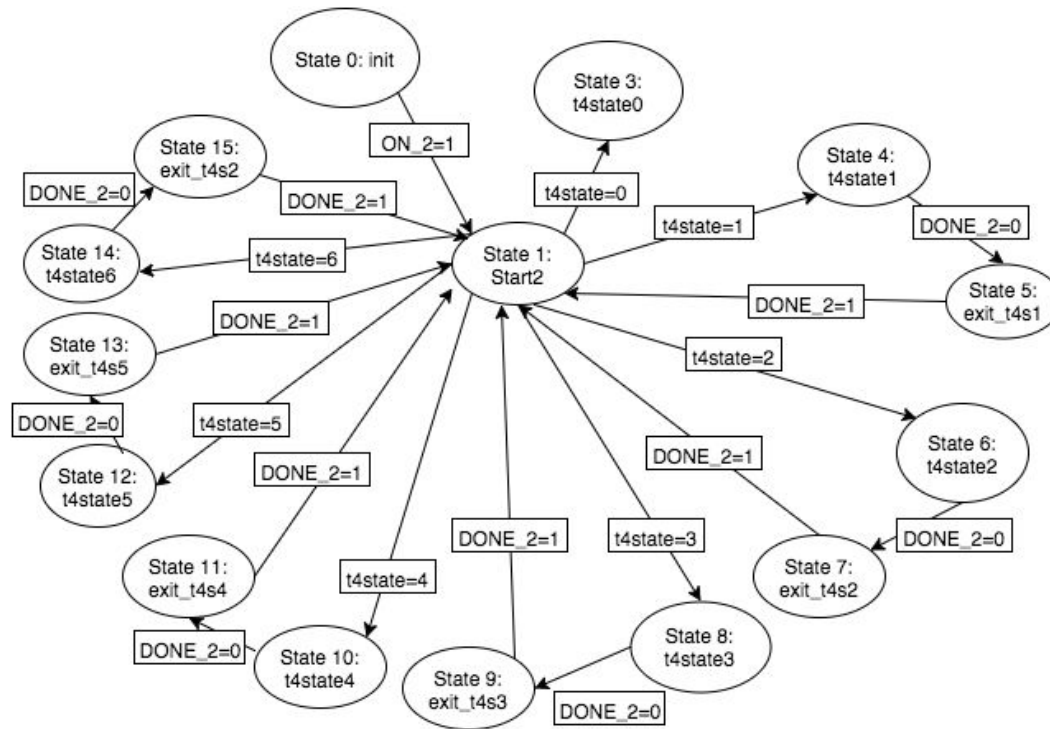 State 0: init
State 3:
t4state0
ON_2=1
State 15:
exit_t4s2
State 4:
t4state1
DONE_2=0
t4state=0
DONE_2=1
t4state=1
DONE_2=0
State 14:
t4state6
t4state=6
State 1:
Start2
State 5:
exit_t4s1
DONE_2=1
DONE_2=1
State 13:
exit_t4s5
t4state=2
DONE_2=0
t4state=5
State 6:
t4state2
State 12:
t4state5
DONE_2=1
DONE_2=1
DONE_2=1
t4state=3
DONE_2=0
State 11:
exit_t4s4
t4state=4
State 7:
exit_t4s2
DONE_2=0
State 10:
t4state4
State 8:
t4state3
State 9:
exit_t4s3
DONE_2=0